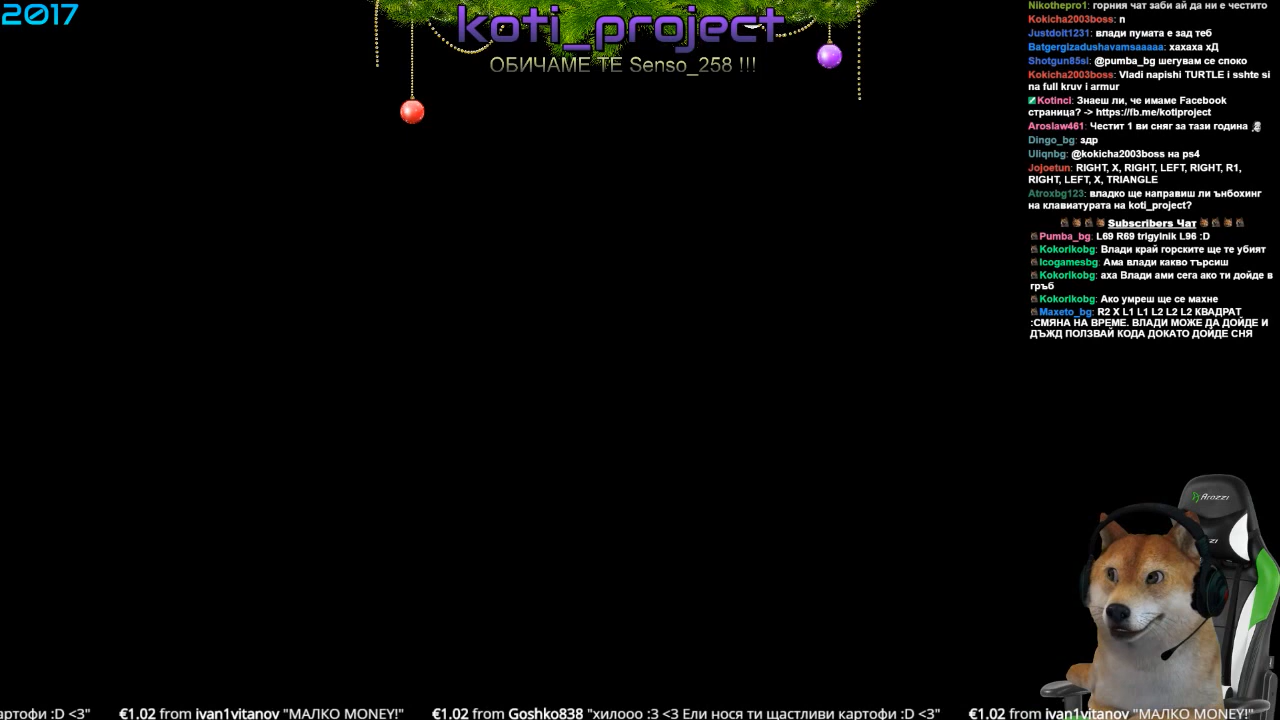 2017
koti_project
ОБИЧАМЕ ТЕ Senso_258 !!!
Nikothepro1: горния чат заби ай да ни е честито
Kokicha2003boss: n
Justdolt1231: влади пумата е зад теб
Batgergizadushavamsaaaaa: хахаха хД
Shotgun85si: @pumba_bg шегувам се споко
Kokicha2003boss: Vladi napishi TURTLE i sshte si
na full kruv i armur
Kotinci: Знаеш ли, че имаме Facebook
страница? -> https://fb.me/kotiproject
Aroslaw461: Честит 1 ви сняг за тази година
Dingo_bg: здр
Uliqnbg: @kokicha2003boss на ps4
Jojoetun: RIGHT, X, RIGHT, LEFT, RIGHT, R1,
RIGHT, LEFT, X, TRIANGLE
Atroxbg123: владко ще направиш ли ънбохинг
на клавиатурата на koti_project?
Subscribers Чат
Pumba_bg: L69 R69 trigylnik L96 :D
Kokorikobg: Влади край горските ще те убият
Icogamesbg: Ама влади какво търсиш
Kokorikobg: аха Влади ами сега ако ти дойде в
гръб
Kokorikobg: Ако умреш ще се махне
Maxeto_bg: R2 X L1 L1 L2 L2 L2 КВАДРАТ
:СМЯНА НА ВРЕМЕ. ВЛАДИ МОЖЕ ДА ДОЙДЕ И
ДЪЖД ПОЛЗВАЙ КОДА ДОКАТО ДОЙДЕ СНЯ
Arozzi
ZI
артофи :D <3" €1.02 from ivan1vitanov "МАЛКО MONEY!" €1.02 from Goshko838 "хилооо :3 <3 Ели нося ти щастливи картофи :D <3" €1.02 from ivan1vitanov "МАЛКО MONEY!"